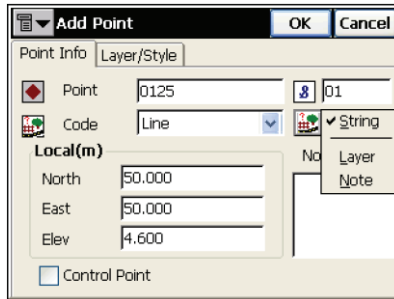 Add Point OK Cancel
Point Info Layer/Style
Point 0125 01
Code Line String
Local(m)
North 50.000 Layer
East 50.000 Note
Elev 4.600
Control Point